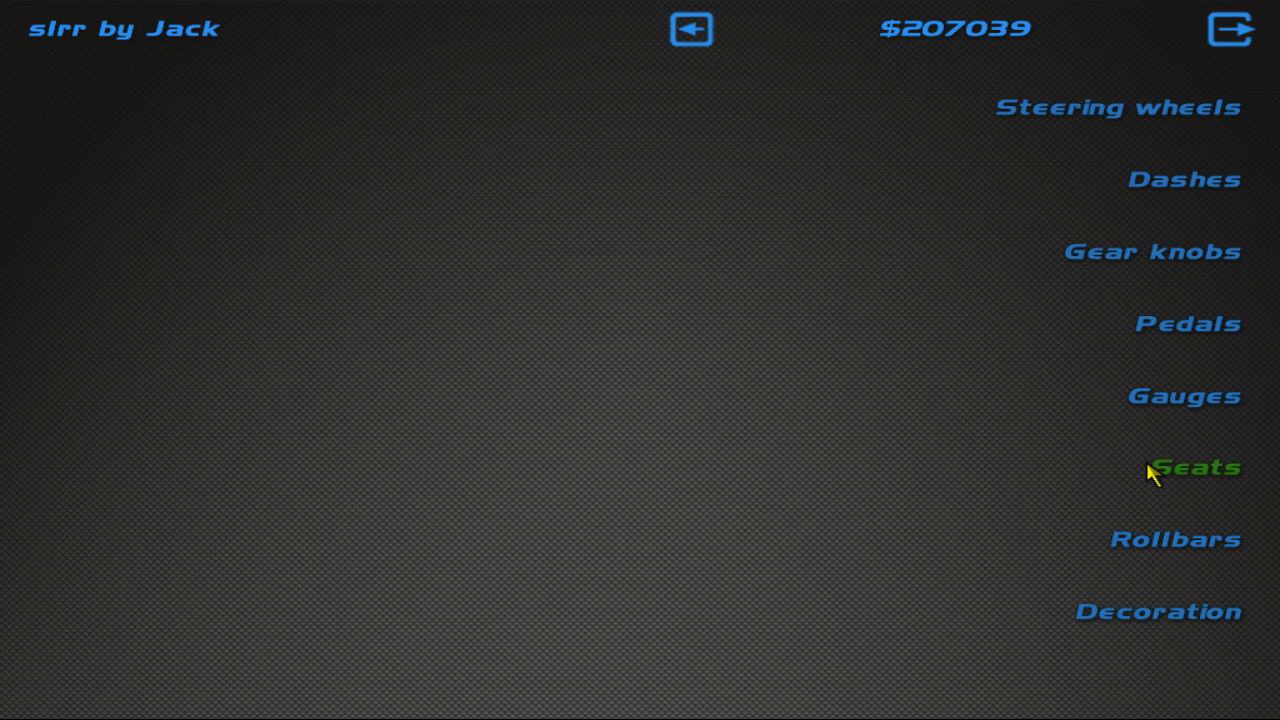 slrr by Jack
$207039
Steering wheels
Dashes
Gear knobs
Pedals
Gauges
Seats
Rollbars
Decoration